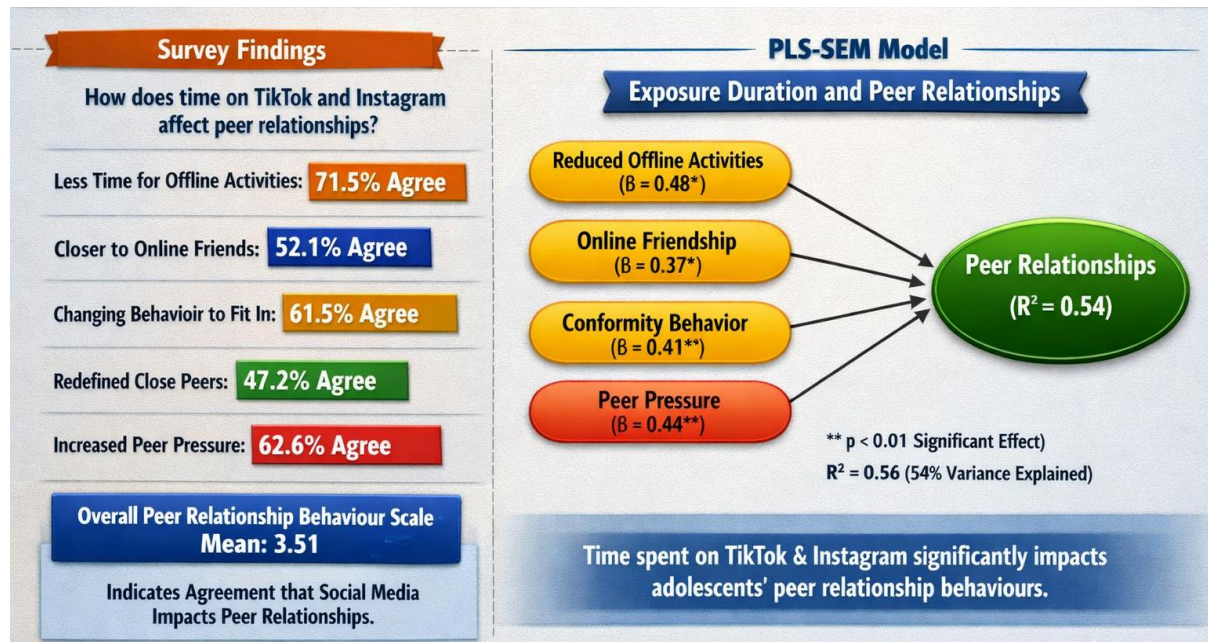 Survey Findings
How does time on TikTok and Instagram
affect peer relationships?
Less Time for Offline Activities: 71.5% Agree
Closer to Online Friends: 52.1% Agree
Changing Behavioir to Fit In: 61.5% Agree
Redefined Close Peers: 47.2% Agree
Increased Peer Pressure: 62.6% Agree
Overall Peer Relationship Behaviour Scale
Mean: 3.51
Indicates Agreement that Social Media
Impacts Peer Relationships.
PLS-SEM Model
Exposure Duration and Peer Relationships
Reduced Offline Activities
(B = 0.48*)
Online Friendship
(B = 0.37*)
Conformity Behavior
(B = 0.41**)
Peer Pressure
(B = 0.44**)
Peer Relationships
(R² = 0.54)
** p < 0.01 Significant Effect)
R² = 0.56 (54% Variance Explained)
Time spent on TikTok & Instagram significantly impacts
adolescents' peer relationship behaviours.